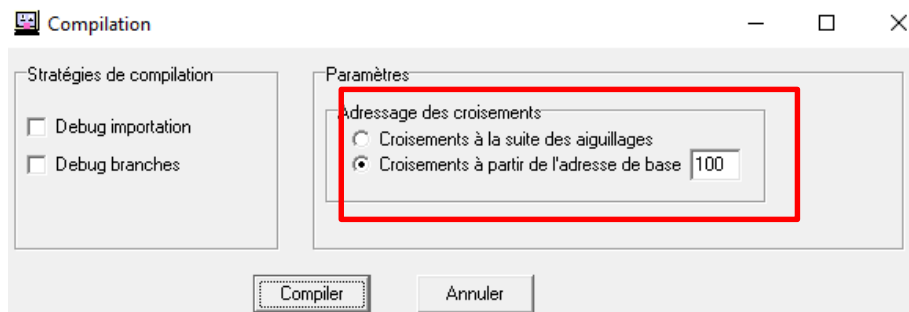 Compilation
Stratégies de compilation
Debug importation
Debug branches
Paramètres
Adressage des croisements
Croisements à la suite des aiguillages
Croisements à partir de l'adresse de base 100
Compiler
Annuler